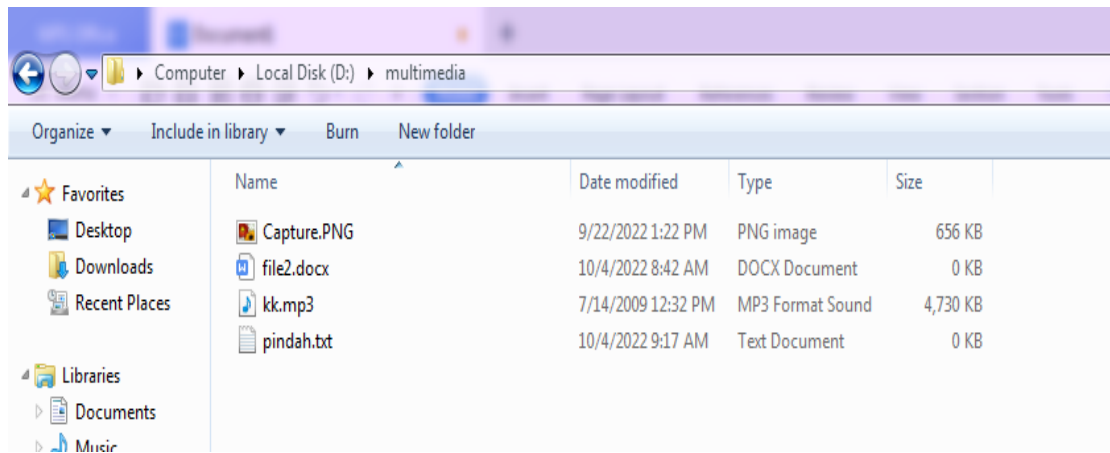 Computer Local Disk (D:) multimedia
Organize Include in library Burn New folder
Favorites
Desktop
Downloads
Recent Places
Libraries
Documents
Music
Name Date modified Type Size
Capture.PNG 9/22/2022 1:22 PM PNG image 656 KB
file2.docx 10/4/2022 8:42 AM DOCX Document 0 KB
kk.mp3 7/14/2009 12:32 PM MP3 Format Sound 4,730 KB
pindah.txt 10/4/2022 9:17 AM Text Document 0 KB